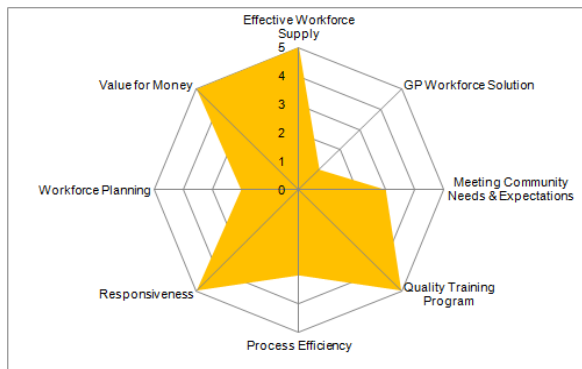 Effective Workforce
Supply
5
4
3
2
1
0
GP Workforce Solution
Meeting Community
Needs & Expectations
Quality Training
Program
Process Efficiency
Responsiveness
Workforce Planning
Value for Money